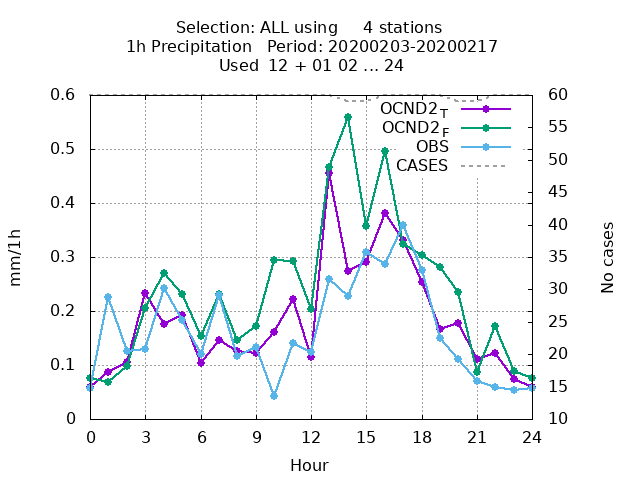 Selection: ALL using     4 stations
1h Precipitation   Period: 20200203-20200217
Used 12 + 01 02 ... 24
OCND2_T
OCND2_F
OBS
CASES
0.6
0.5
0.4
0.3
0.2
0.1
0
mm/1h
60
55
50
45
40
35
30
25
20
15
10
No cases
0 3 6 9 12 15 18 21 24
Hour